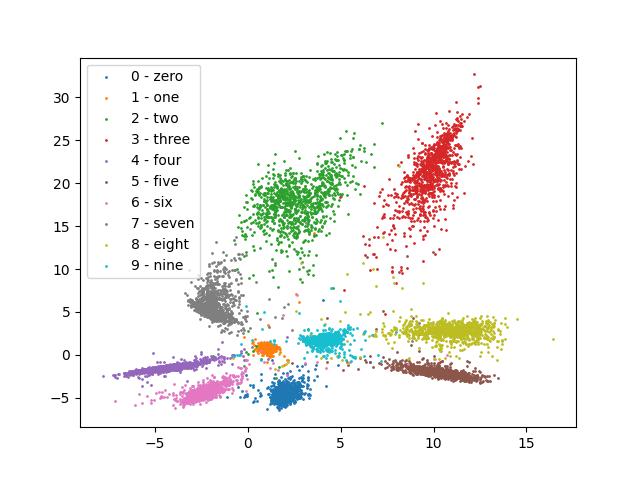 0 - zero
1 - one
2 - two
3 - three
4 - four
5 - five
6 - six
7 - seven
8 - eight
9 - nine
30
25
20
15
10
5
0
−5
−5
0
5
10
15